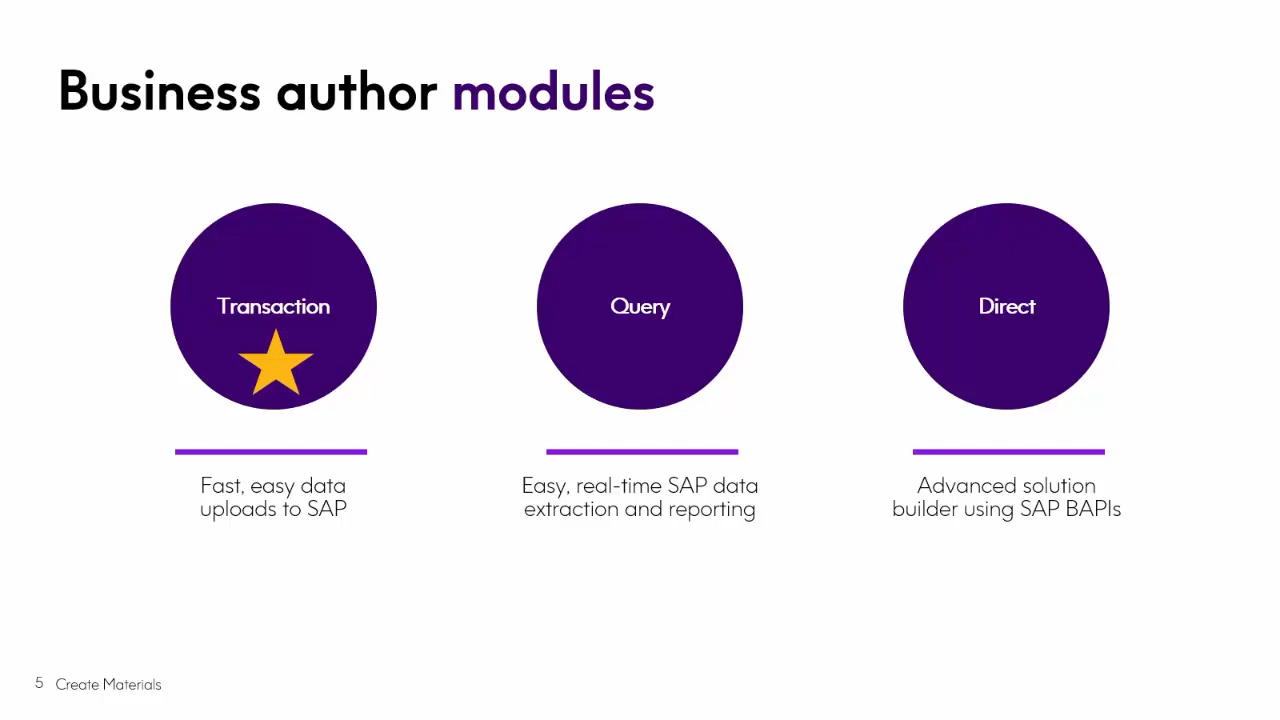 Business author modules
Transaction
Query
Direct
Fast, easy data
uploads to SAP
Easy, real-time SAP data
extraction and reporting
Advanced solution
builder using SAP BAPIs
5 Create Materials